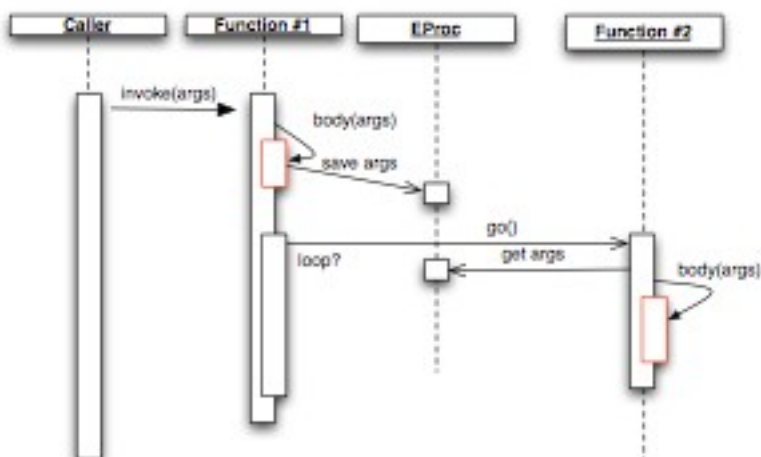 Caller
Function #1
EProc
Function #2
invoke(args)
body(args)
save args
go()
loop?
get args
body(args)